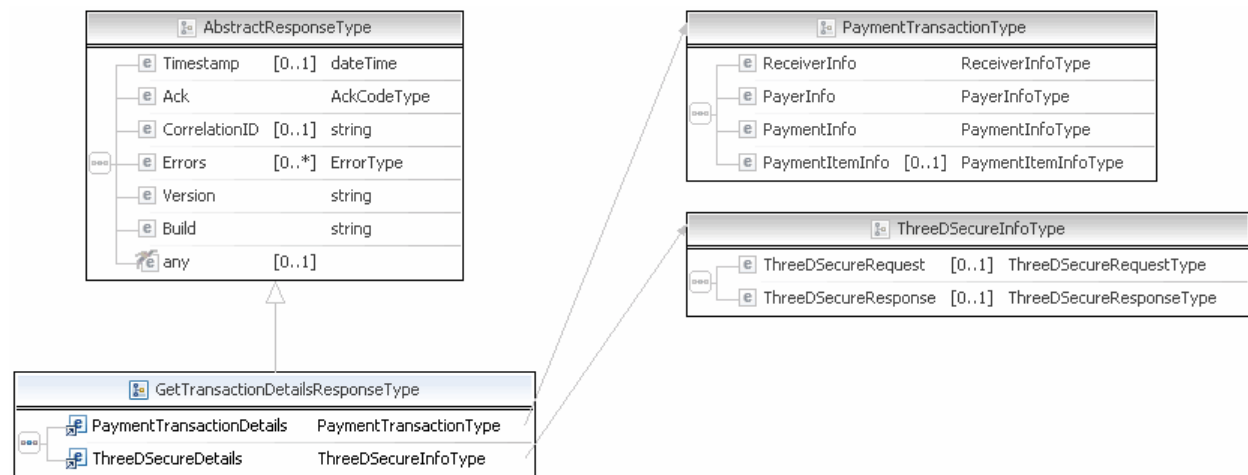 AbstractResponseType
e Timestamp [0..1] dateTime
e Ack AckCodeType
e CorrelationID [0..1] string
e Errors [0..*] ErrorType
e Version string
e Build string
e any [0..1]
PaymentTransactionType
e ReceiverInfo ReceiverInfoType
e PayerInfo PayerInfoType
e PaymentInfo PaymentInfoType
e PaymentItemInfo [0..1] PaymentItemInfoType
ThreeDSecureInfoType
e ThreeDSecureRequest [0..1] ThreeDSecureRequestType
e ThreeDSecureResponse [0..1] ThreeDSecureResponseType
GetTransactionDetailsResponseType
e PaymentTransactionDetails PaymentTransactionType
e ThreeDSecureDetails ThreeDSecureInfoType